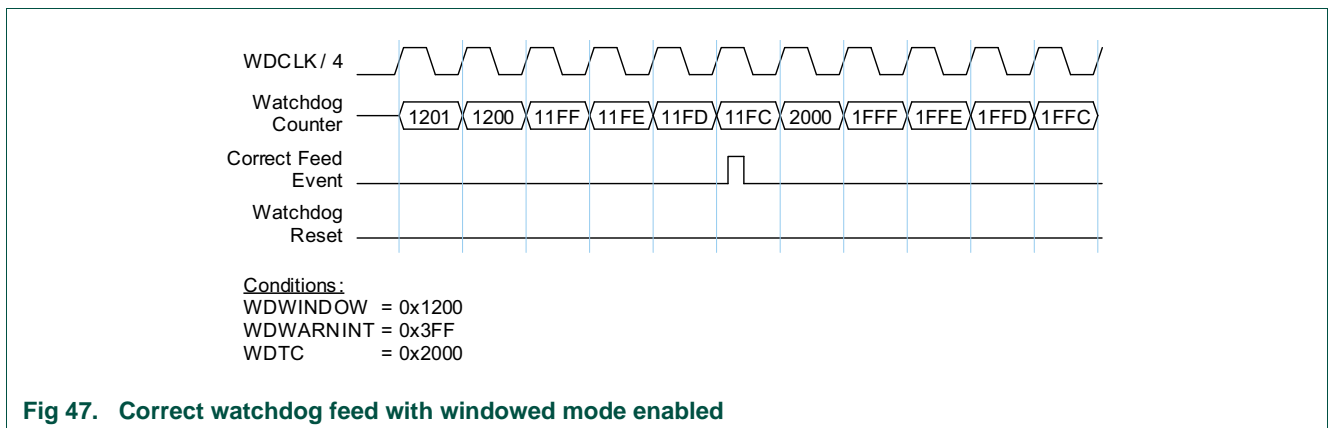 WDCLK / 4
Watchdog
Counter
1201 1200 11FF 11FE 11FD 11FC 2000 1FFF 1FFE 1FFD 1FFC
Correct Feed
Event
Watchdog
Reset
Conditions:
WDWINDOW = 0x1200
WDWARNINT = 0x3FF
WDTC = 0x2000
Fig 47. Correct watchdog feed with windowed mode enabled